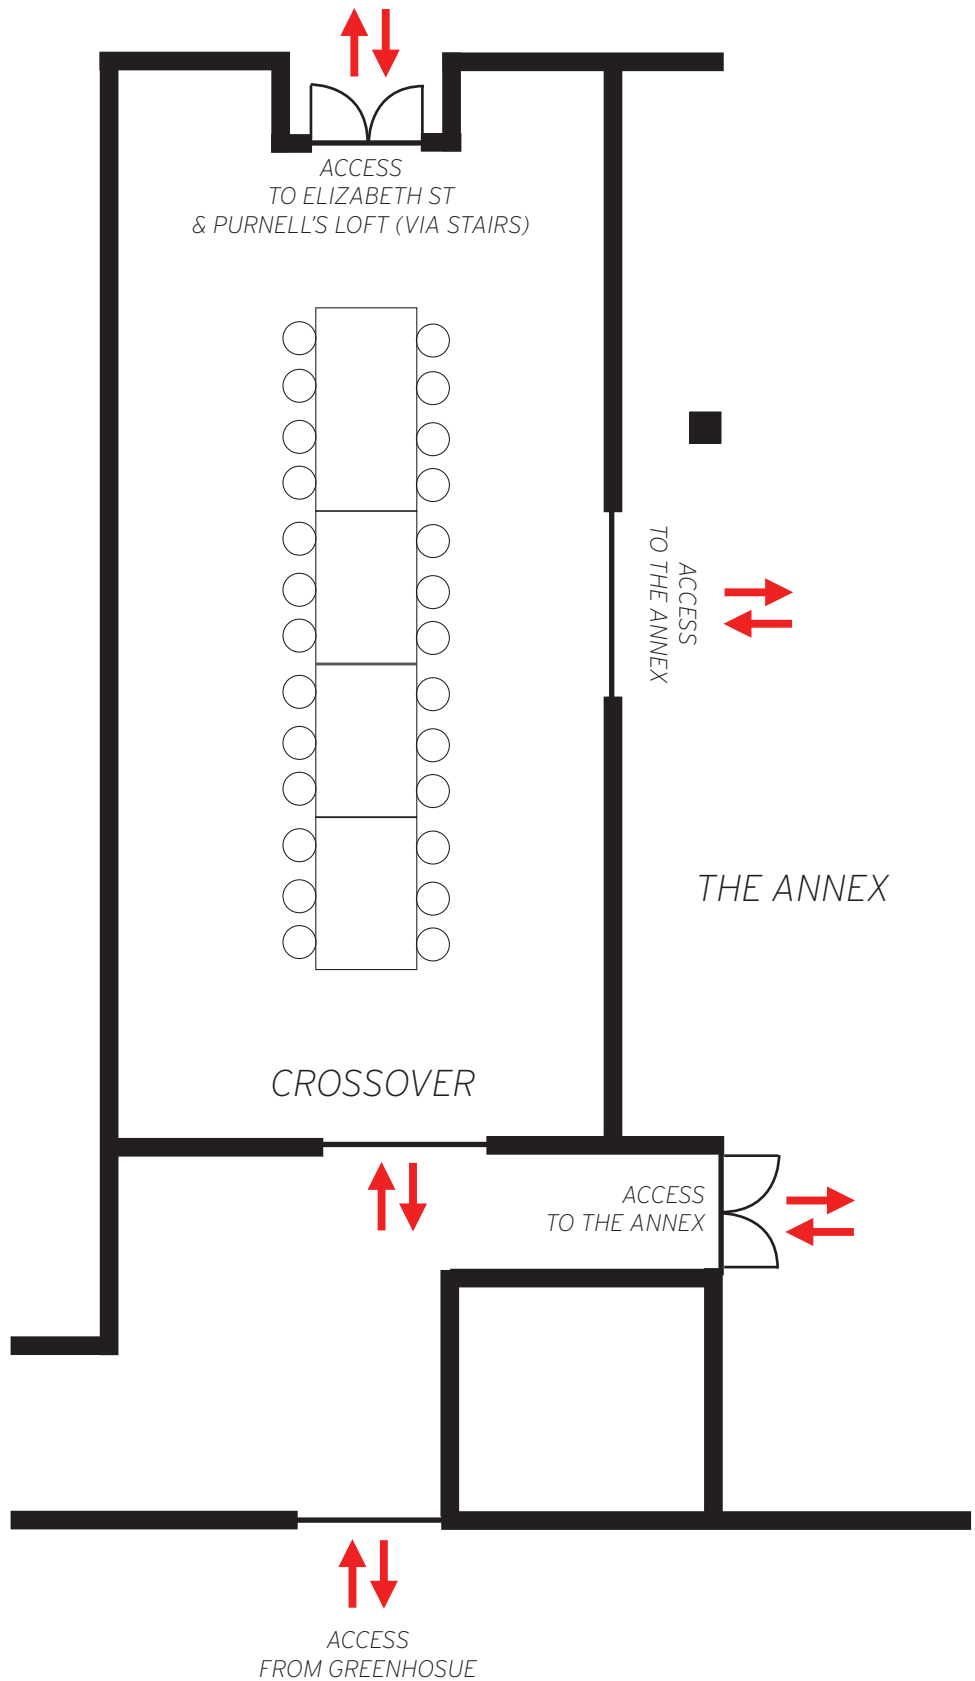 ACCESS
TO ELIZABETH ST
& PURNELL'S LOFT (VIA STAIRS)
ACCESS
TO THE ANNEX
THE ANNEX
CROSSOVER
ACCESS
TO THE ANNEX
ACCESS
FROM GREENHOSUE